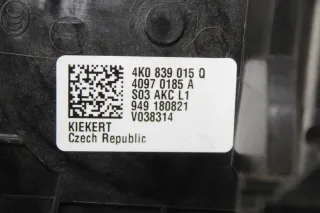 4K0 839 015 Q
4097 0185 A
S03 AKC L1
949 180821
V038314
KIEKERT
Czech Republic